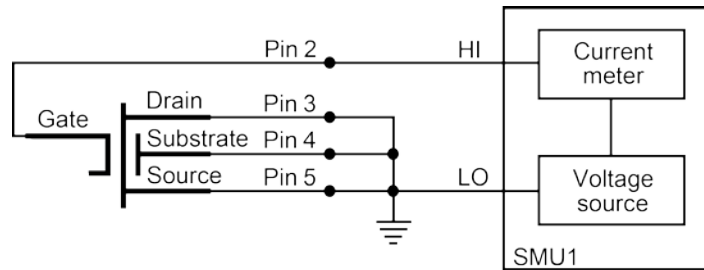 Pin 2
HI
Current
meter
Drain
Pin 3
Gate
Substrate
Pin 4
Source
Pin 5
LO
Voltage
source
SMU1